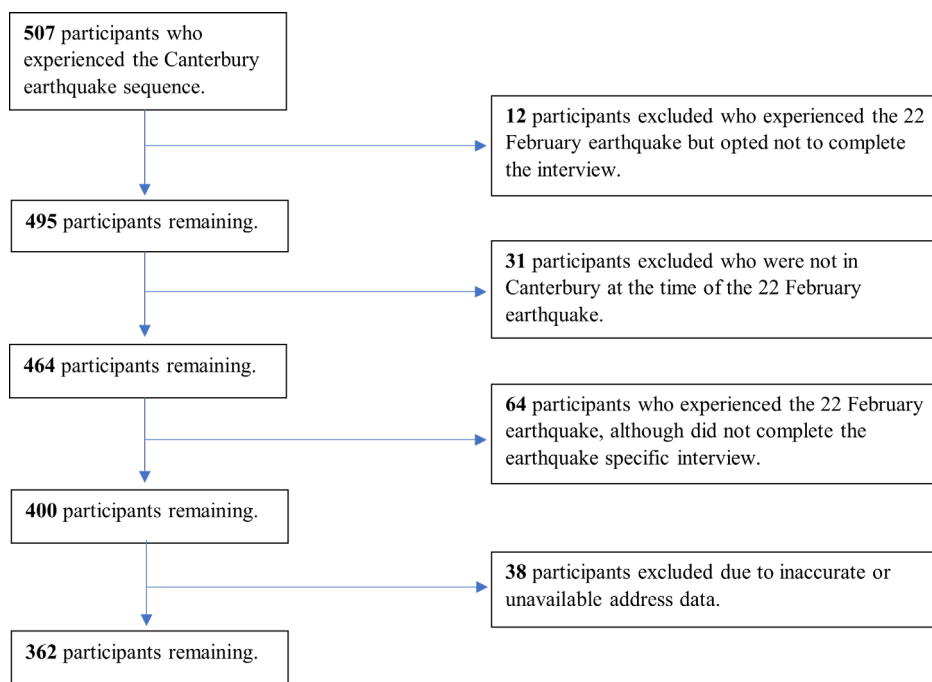 507 participants who
experienced the Canterbury
earthquake sequence.
12 participants excluded who experienced the 22
February earthquake but opted not to complete
the interview.
495 participants remaining.
31 participants excluded who were not in
Canterbury at the time of the 22 February
earthquake.
464 participants remaining.
64 participants who experienced the 22 February
earthquake, although did not complete the
earthquake specific interview.
400 participants remaining.
38 participants excluded due to inaccurate or
unavailable address data.
362 participants remaining.